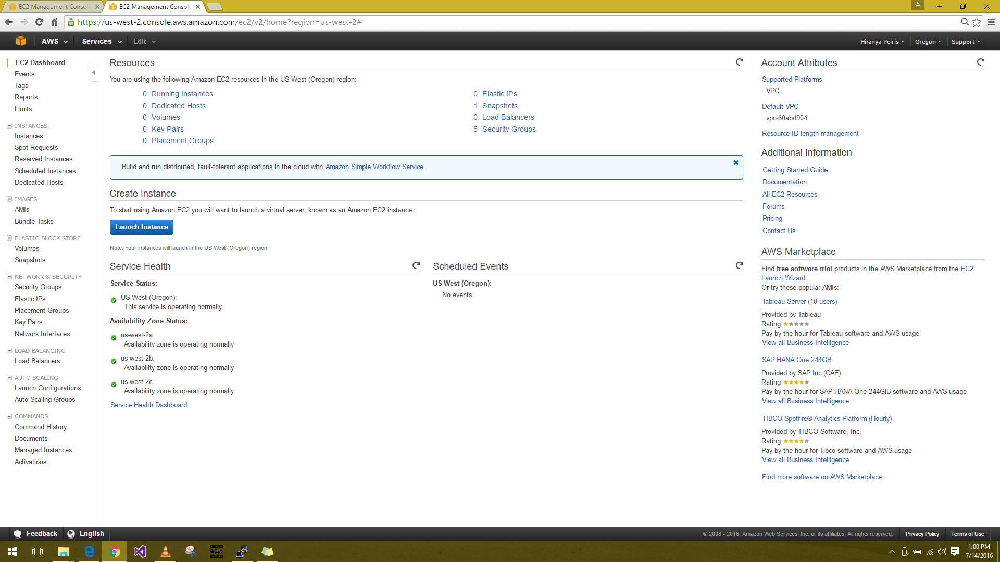 EC2 Management Consol
EC2 Management Console
https://us-west-2.console.aws.amazon.com/ec2/v2/home?region=us-west-2#
AWS Services Edit Hiranya Peiris Oregon Support
EC2 Dashboard
Events
Tags
Reports
Limits
INSTANCES
Instances
Spot Requests
Reserved Instances
Scheduled Instances
Dedicated Hosts
IMAGES
AMIs
Bundle Tasks
ELASTIC BLOCK STORE
Volumes
Snapshots
NETWORK & SECURITY
Security Groups
Elastic IPs
Placement Groups
Key Pairs
Network Interfaces
LOAD BALANCING
Load Balancers
AUTO SCALING
Launch Configurations
Auto Scaling Groups
COMMANDS
Command History
Documents
Managed Instances
Activations
Resources
You are using the following Amazon EC2 resources in the US West (Oregon) region:
0 Running Instances
0 Dedicated Hosts
0 Volumes
0 Key Pairs
0 Placement Groups
0 Elastic IPs
1 Snapshots
0 Load Balancers
5 Security Groups
Build and run distributed, fault-tolerant applications in the cloud with Amazon Simple Workflow Service.
Create Instance
To start using Amazon EC2 you will want to launch a virtual server, known as an Amazon EC2 instance.
Launch Instance
Note: Your instances will launch in the US West (Oregon) region
Service Health
Service Status:
US West (Oregon):
This service is operating normally
Availability Zone Status:
us-west-2a:
Availability zone is operating normally
us-west-2b:
Availability zone is operating normally
us-west-2c:
Availability zone is operating normally
Service Health Dashboard
Scheduled Events
US West (Oregon):
No events
Account Attributes
Supported Platforms
VPC
Default VPC
vpc-60abd904
Resource ID length management
Additional Information
Getting Started Guide
Documentation
All EC2 Resources
Forums
Pricing
Contact Us
AWS Marketplace
Find free software trial products in the AWS Marketplace from the EC2
Launch Wizard.
Or try these popular AMIs:
Tableau Server (10 users)
Provided by Tableau
Rating
Pay by the hour for Tableau software and AWS usage
View all Business Intelligence
SAP HANA One 244GB
Provided by SAP Inc (CAE)
Rating
Pay by the hour for SAP HANA One 244GiB software and AWS usage
View all Business Intelligence
TIBCO Spotfire® Analytics Platform (Hourly)
Provided by TIBCO Software, Inc.
Rating
Pay by the hour for Tibco software and AWS usage
View all Business Intelligence
Find more software on AWS Marketplace
Feedback English © 2008 - 2016, Amazon Web Services, Inc. or its affiliates. All rights reserved. Privacy Policy Terms of Use
1:00 PM
7/14/2016